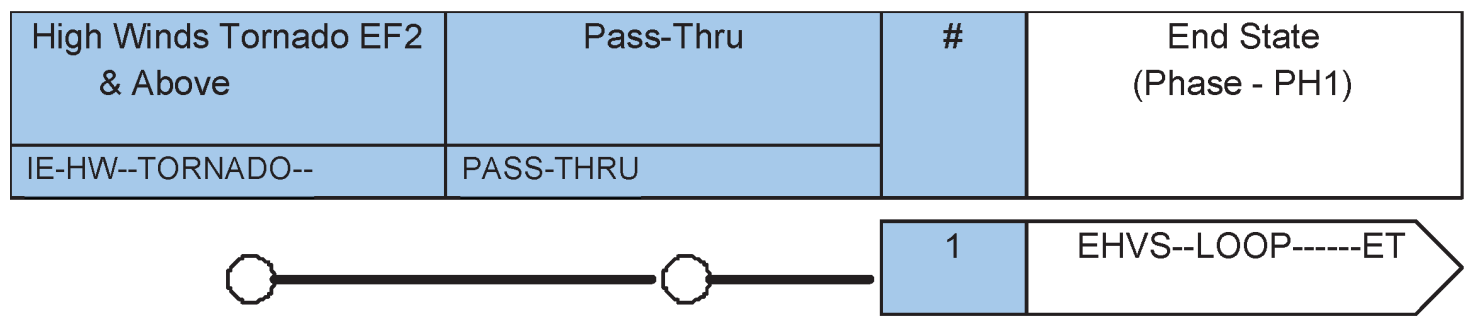 High Winds Tornado EF2
& Above
Pass-Thru
#
End State
(Phase - PH1)
IE-HW--TORNADO--
PASS-THRU
1
EHVS--LOOP------ET